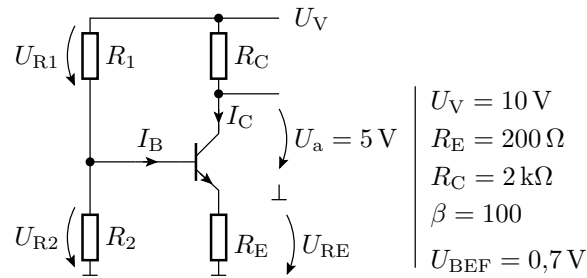 U_V
U_R1
R_1
R_C
I_B
I_C
U_a = 5 V
U_R2
R_2
R_E
U_RE
U_V = 10 V
R_E = 200 Ω
R_C = 2 kΩ
β = 100
U_BEF = 0,7 V